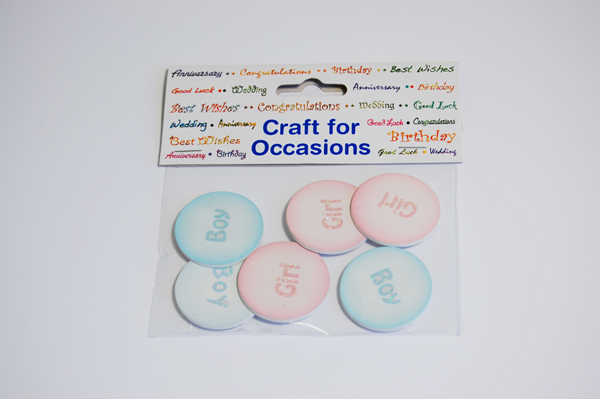 Anniversary •• Congratulations •• Birthday •• Best Wishes
Good Luck •• Wedding Anniversary • Birthday
Best Wishes •• Congratulations •• Wedding •• Good Luck
Wedding • Anniversary Good Luck • Congratulations
Craft for
Best Wishes Birthday
Occasions
Anniversary • Birthday Good Luck • Wedding
Boy
Girl
Girl
Boy
Girl
Boy